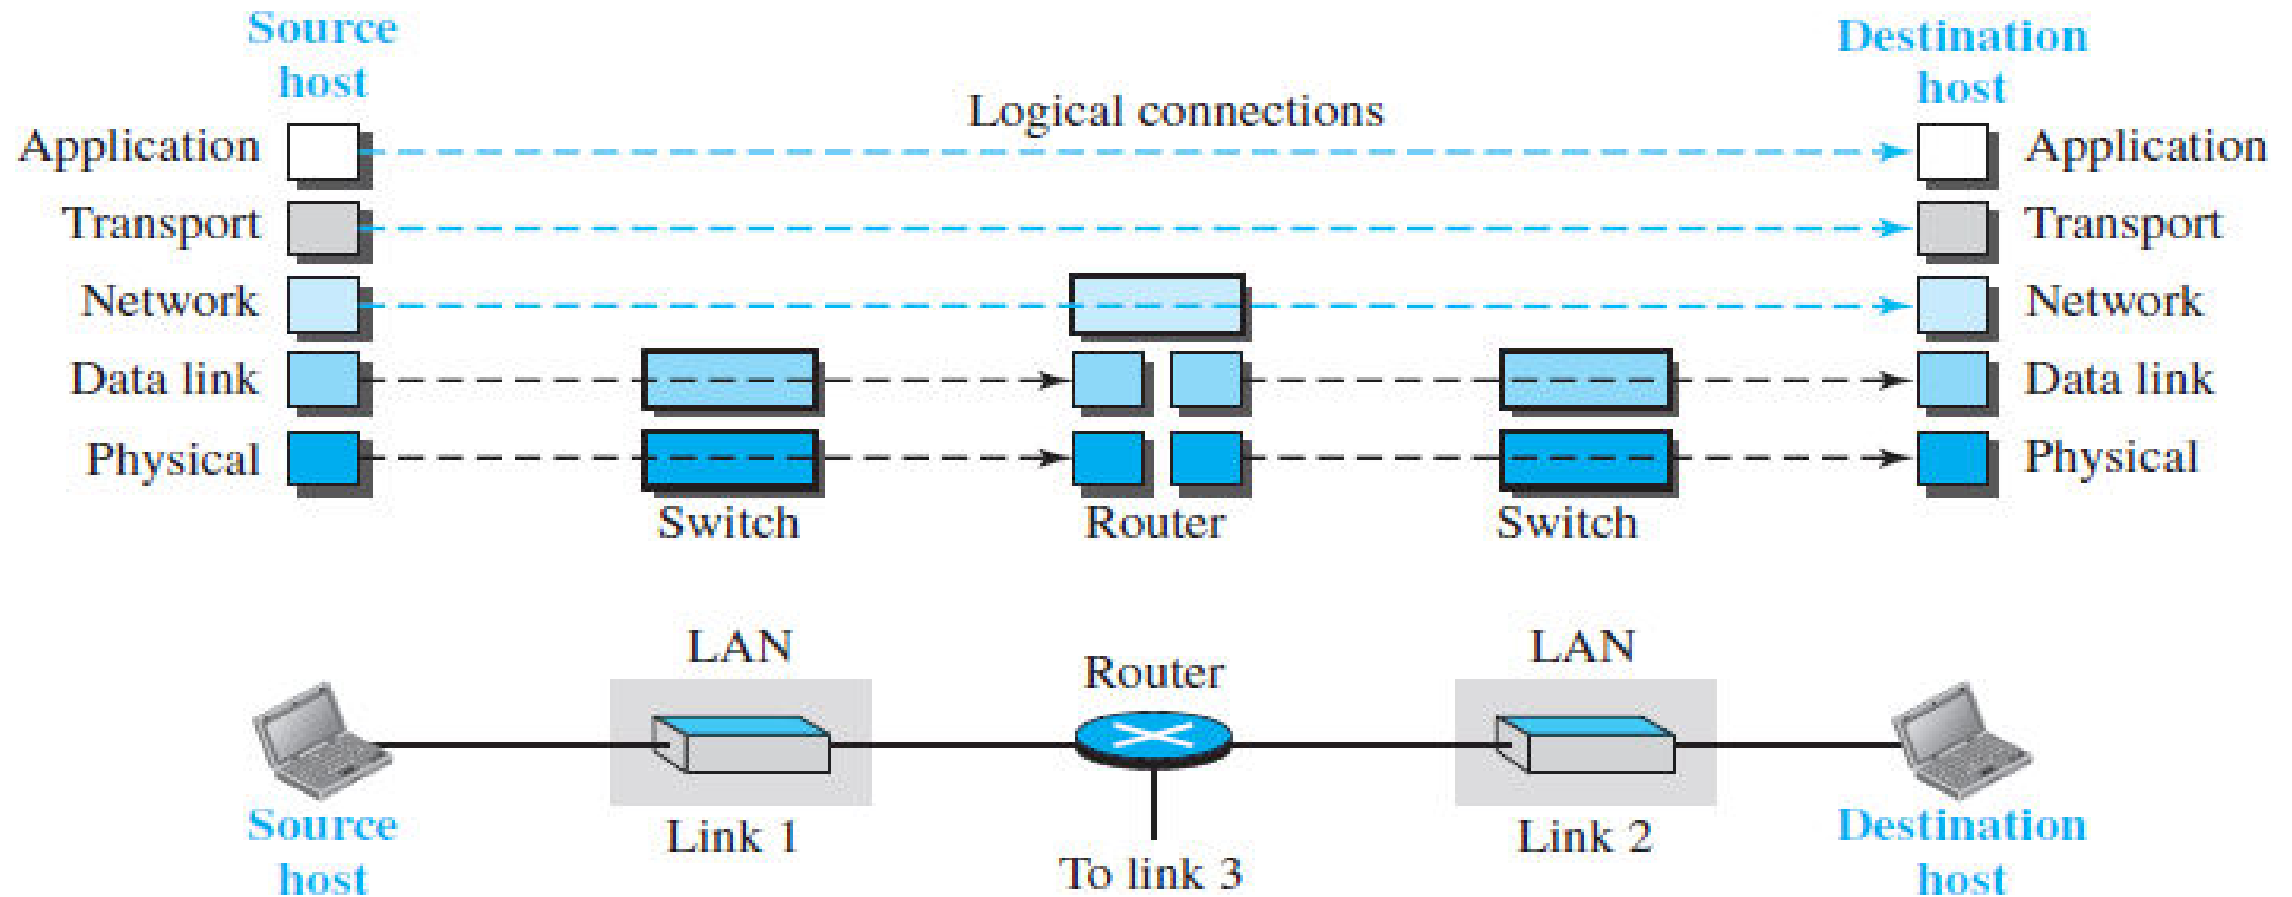 Source
host
Destination
host
Logical connections
Application
Application
Transport
Transport
Network
Network
Data link
Data link
Physical
Physical
Switch
Router
Switch
LAN
Router
LAN
Source
host
Link 1
To link 3
Link 2
Destination
host